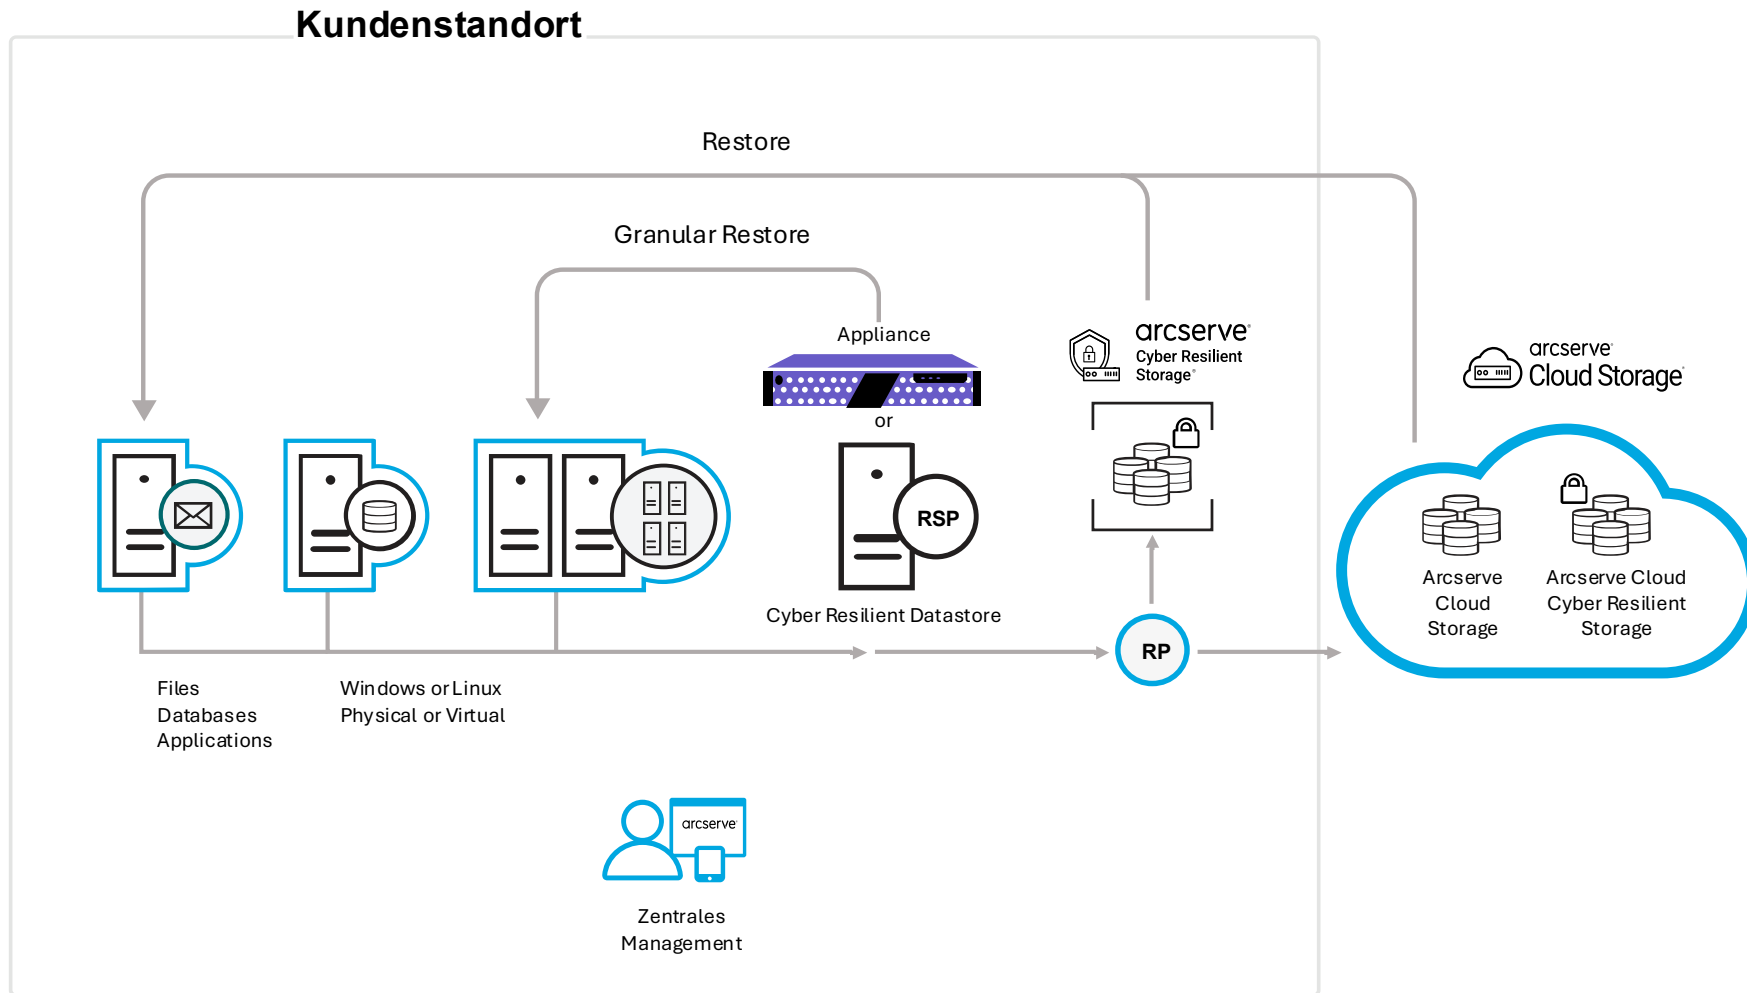 Kundenstandort
Restore
Granular Restore
Appliance
or
RSP
Cyber Resilient Datastore
arcserve®
Cyber Resilient
Storage®
arcserve®
Cloud Storage®
Arcserve
Cloud
Storage
Arcserve Cloud
Cyber Resilient
Storage
RP
Files
Databases
Applications
Windows or Linux
Physical or Virtual
arcserve®
Zentrales
Management